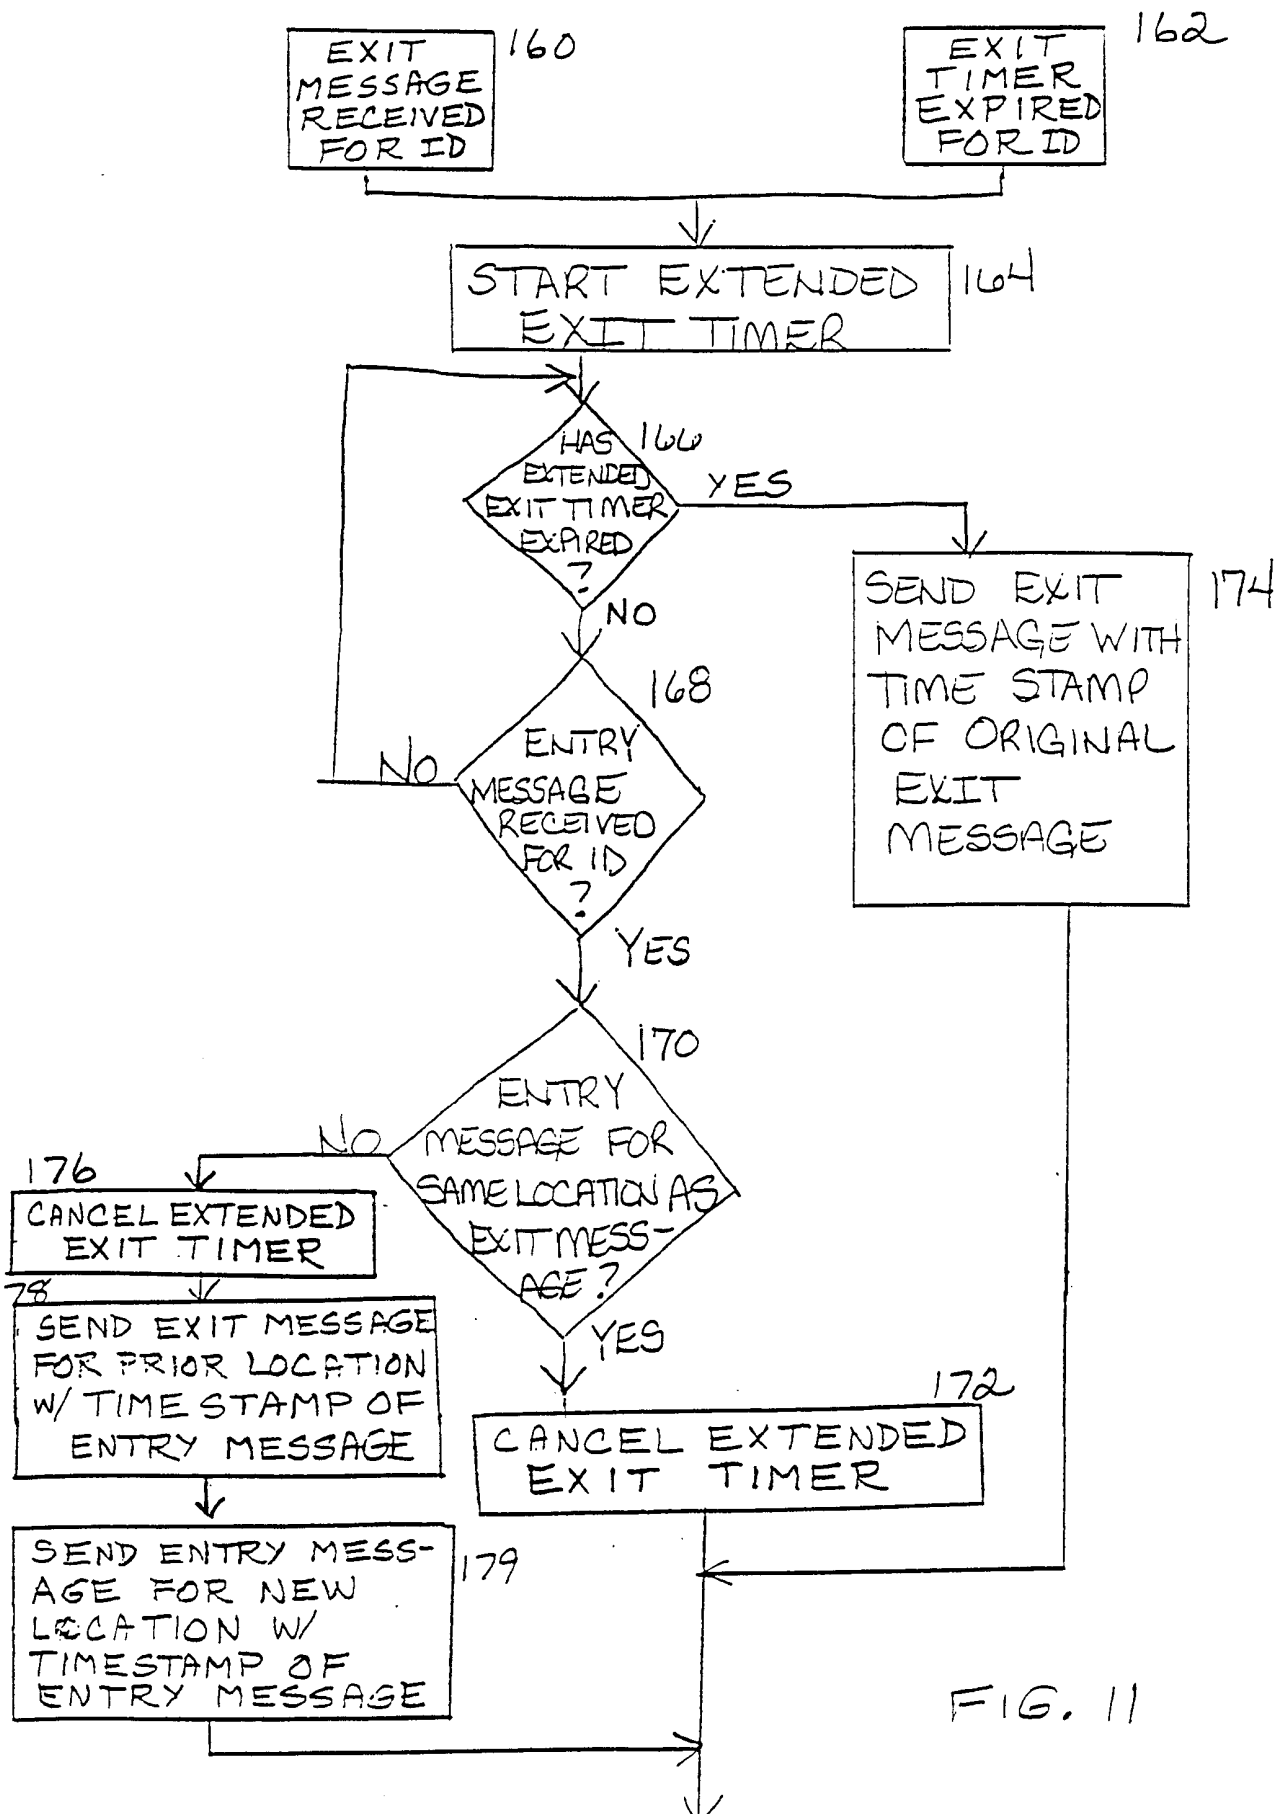 EXIT
MESSAGE
RECEIVED
FOR ID
160
EXIT
TIMER
EXPIRED
FOR ID
162
START EXTENDED
EXIT TIMER
164
HAS
EXTENDED
EXIT TIMER
EXPIRED
?
166
YES
NO
SEND EXIT
MESSAGE WITH
TIME STAMP
OF ORIGINAL
EXIT
MESSAGE
174
168
ENTRY
MESSAGE
RECEIVED
FOR ID
?
NO
YES
170
ENTRY
MESSAGE FOR
SAME LOCATION AS
EXIT MESS-
AGE?
NO
YES
176
CANCEL EXTENDED
EXIT TIMER
78
SEND EXIT MESSAGE
FOR PRIOR LOCATION
W/ TIME STAMP OF
ENTRY MESSAGE
172
CANCEL EXTENDED
EXIT TIMER
SEND ENTRY MESS-
AGE FOR NEW
LOCATION W/
TIMESTAMP OF
ENTRY MESSAGE
179
FIG. 11